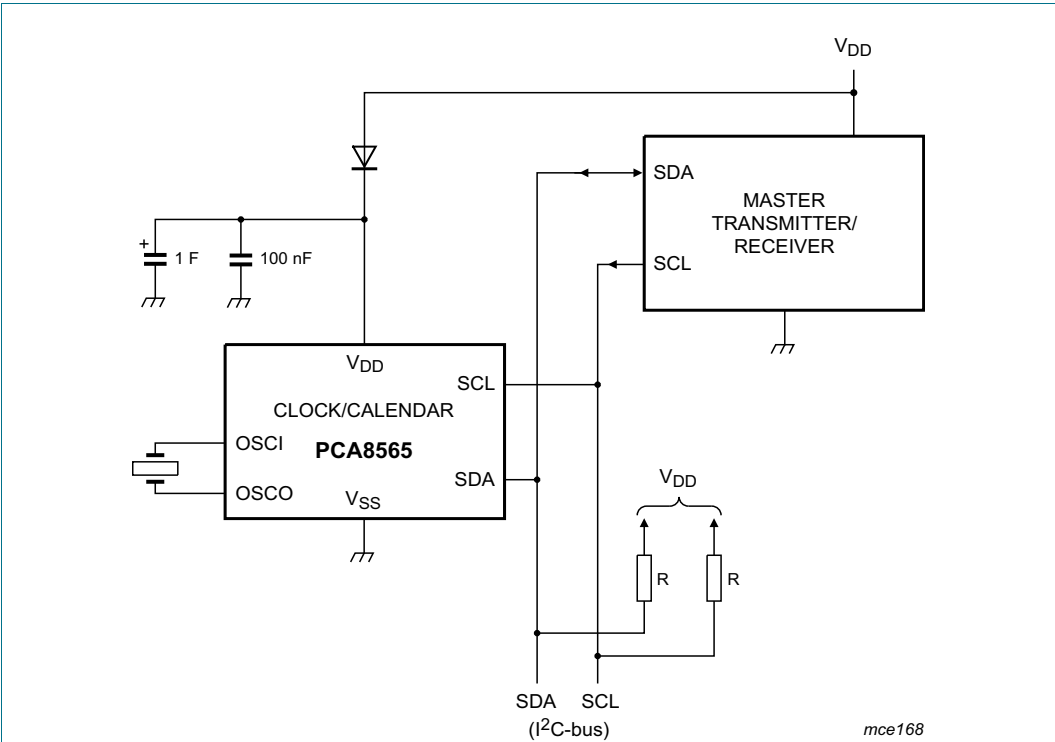 VDD
SDA
MASTER
TRANSMITTER/
RECEIVER
SCL
+
1 F
100 nF
VDD
SCL
CLOCK/CALENDAR
OSCI
PCA8565
SDA
OSCO
VSS
VDD
R
R
SDA
SCL
(I2C-bus)
mce168